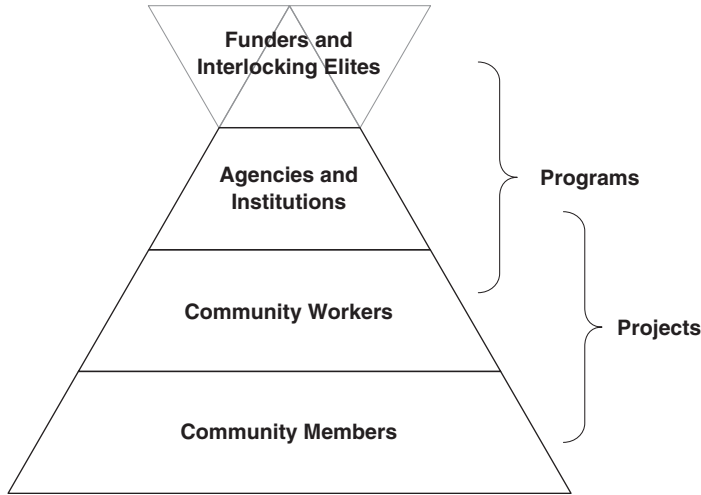 Funders and
Interlocking Elites
Agencies and
Institutions
Programs
Community Workers
Projects
Community Members